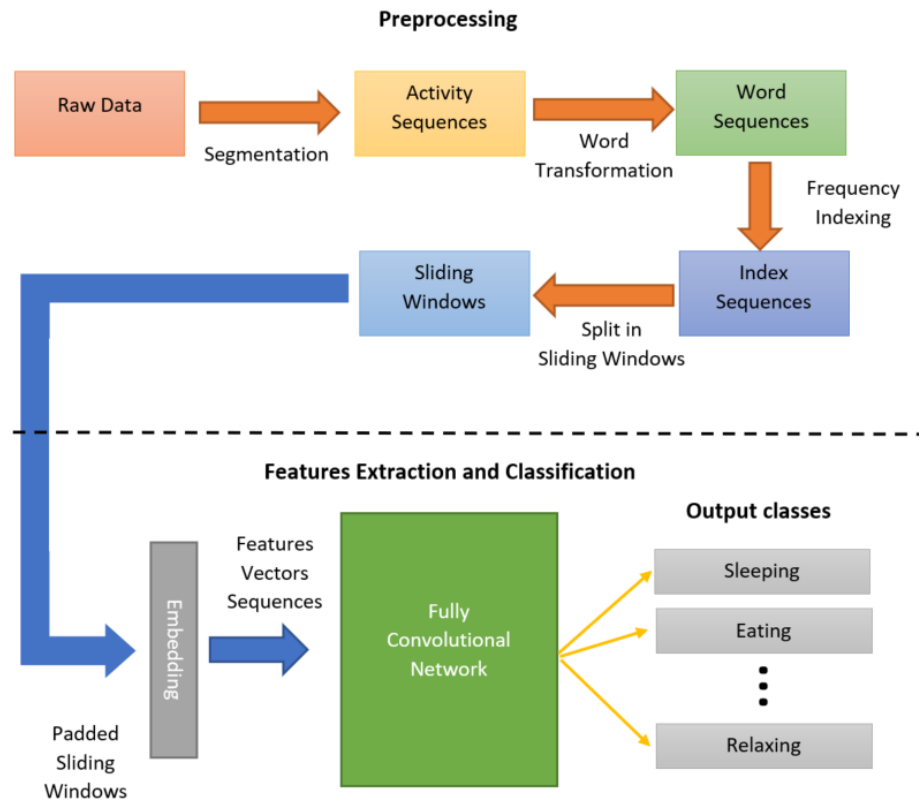 Preprocessing
Raw Data
Segmentation
Activity
Sequences
Word
Transformation
Word
Sequences
Frequency
Indexing
Index
Sequences
Split in
Sliding Windows
Sliding
Windows
Features Extraction and Classification
Padded
Sliding
Windows
Embedding
Features
Vectors
Sequences
Fully
Convolutional
Network
Output classes
Sleeping
Eating
Relaxing